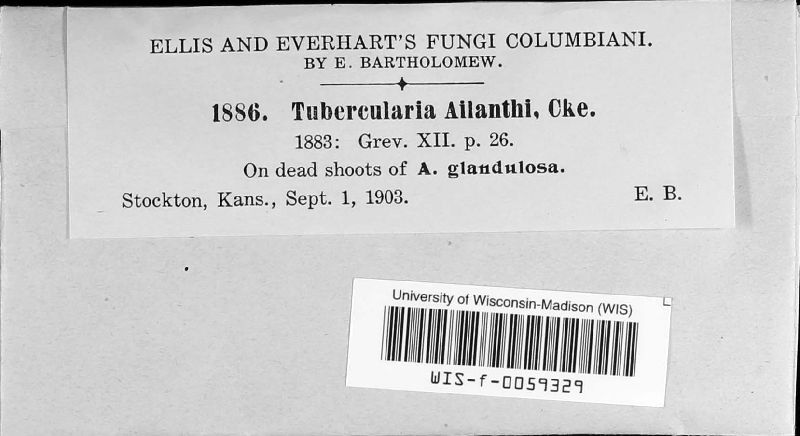 ELLIS AND EVERHART'S FUNGI COLUMBIANI.
BY E. BARTHOLOMEW.
1886. Tubercularia Ailanthi, Cke.
1883: Grev. XII. p. 26.
On dead shoots of A. glandulosa.
Stockton, Kans., Sept. 1, 1903. E. B.
University of Wisconsin-Madison (WIS)
WIS-f-0059329